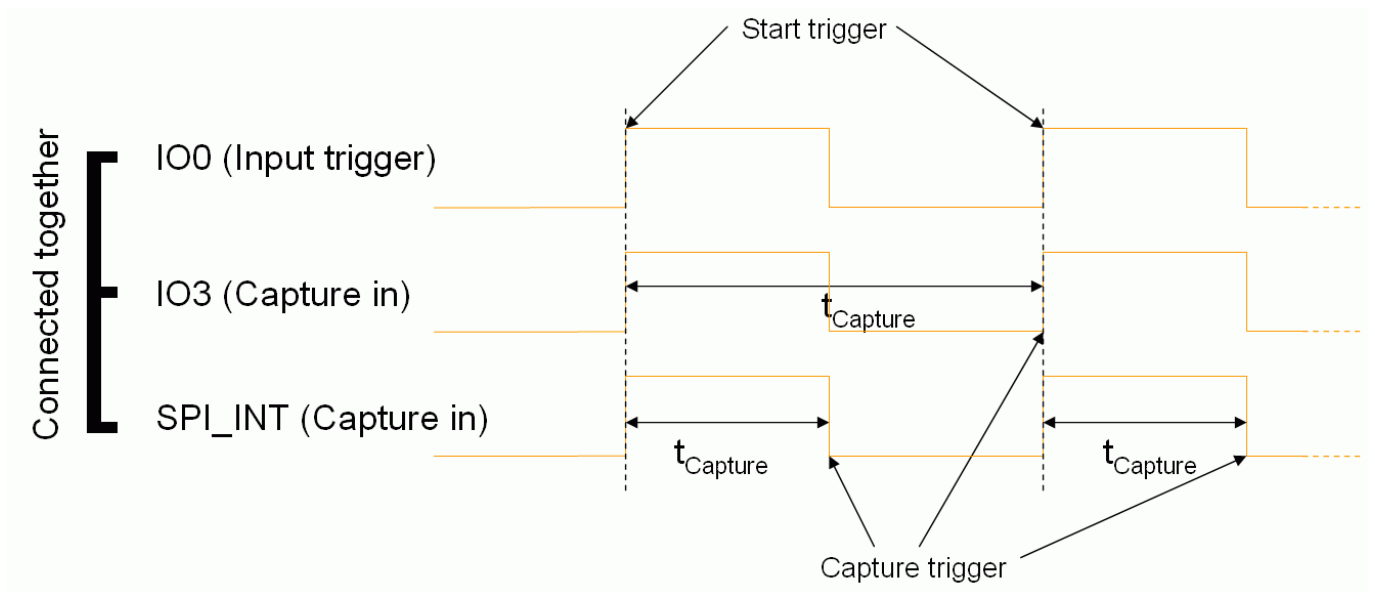 Start trigger
Connected together
IO0 (Input trigger)
IO3 (Capture in)
tCapture
SPI_INT (Capture in)
tCapture
tCapture
Capture trigger